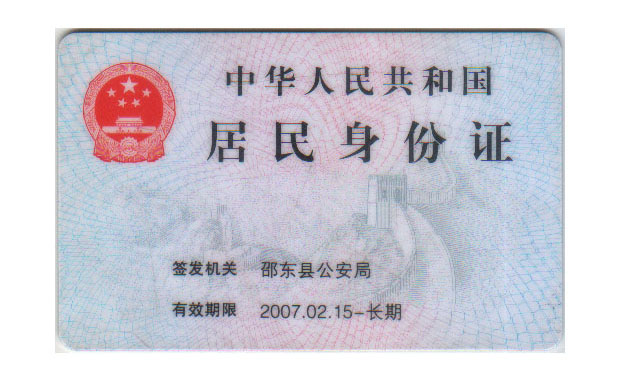 中华人民共和国
居民身份证
签发机关 邵东县公安局
有效期限 2007.02.15-长期